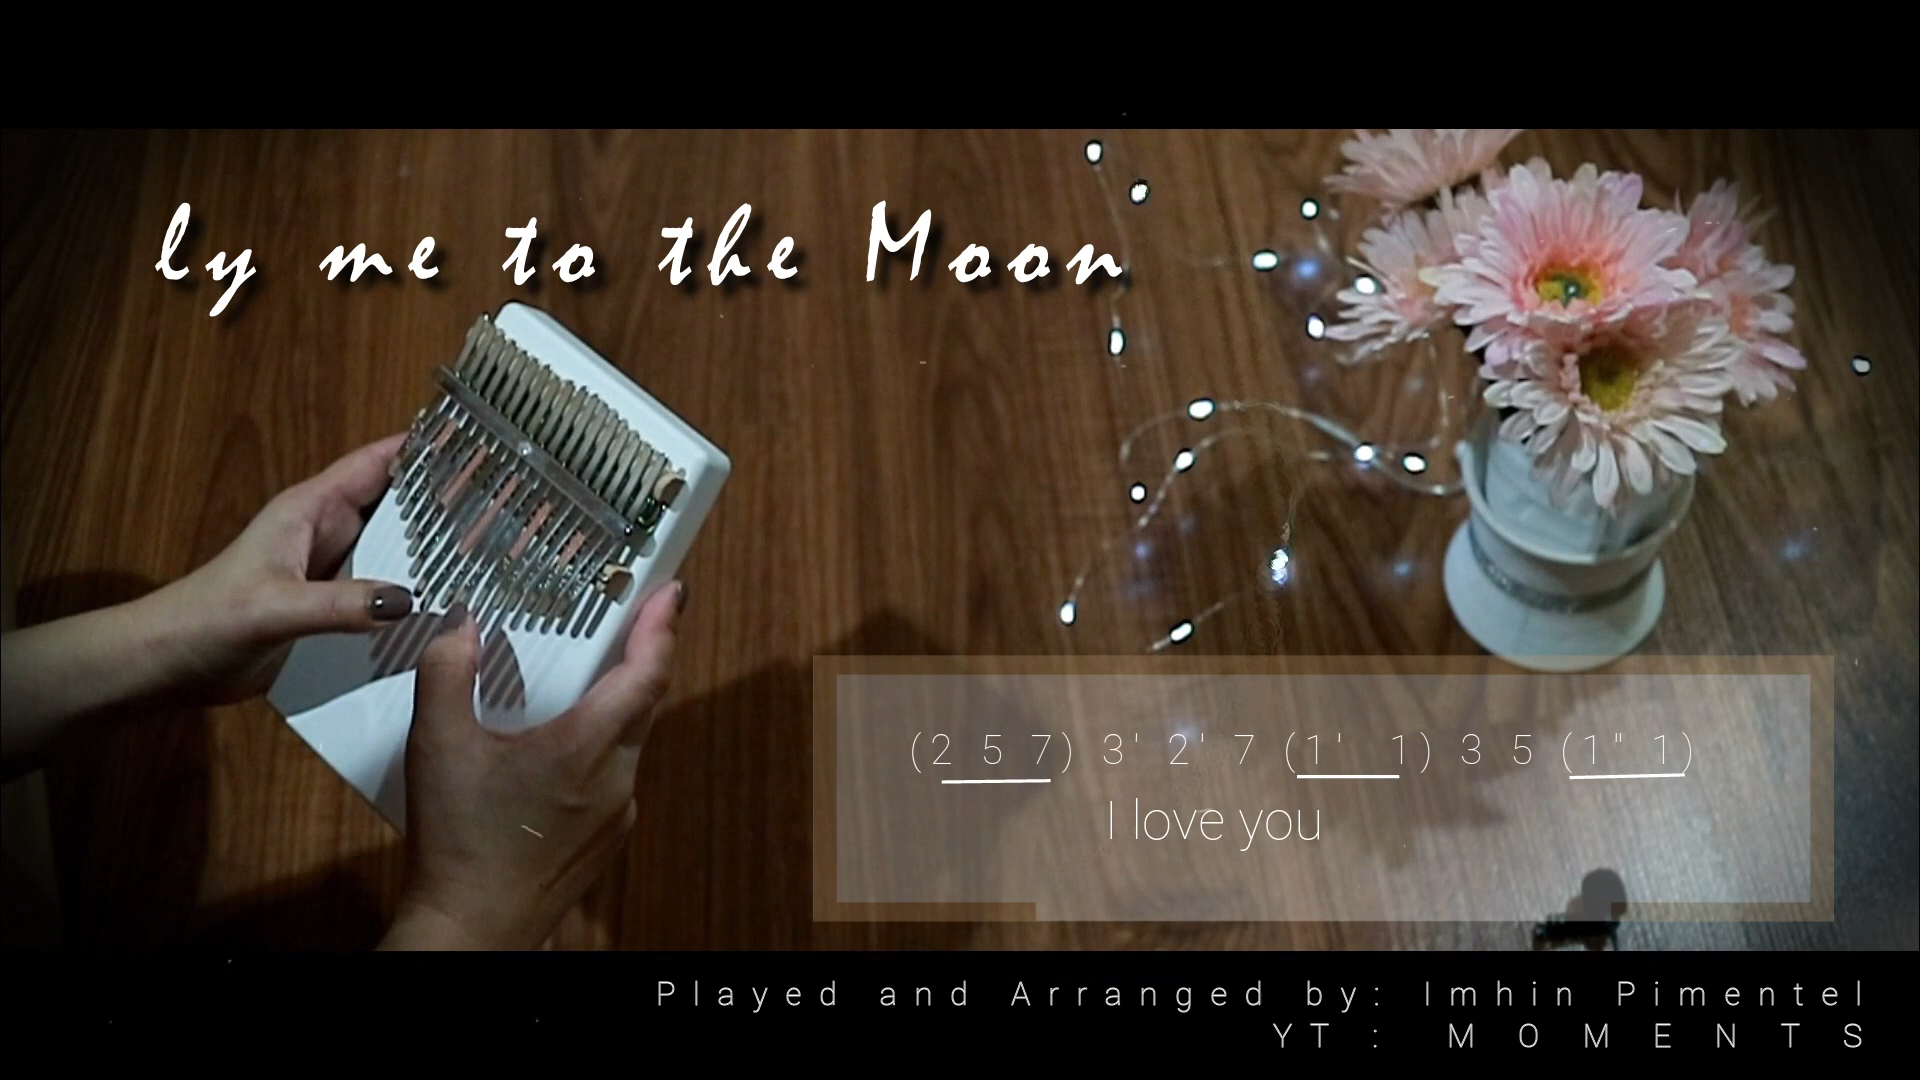 ly me to the Moon
(2 5 7) 3' 2' 7 (1' 1) 3 5 (1" 1)
I love you
Played and Arranged by: Imhin Pimentel
YT: MOMENTS